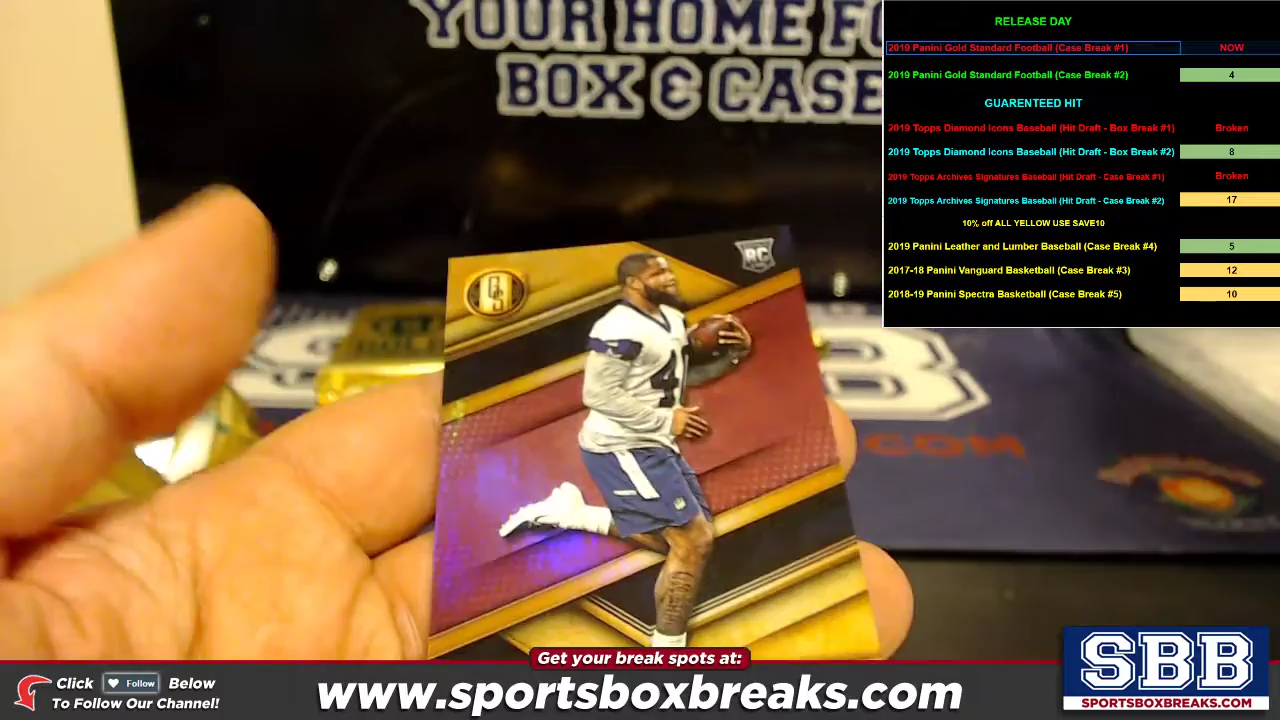 YOUR HOME FO
BOX & CASE
RELEASE DAY
2019 Panini Gold Standard Football (Case Break #1) NOW
2019 Panini Gold Standard Football (Case Break #2) 4
GUARENTEED HIT
2019 Topps Diamond Icons Baseball (Hit Draft - Box Break #1) Broken
2019 Topps Diamond Icons Baseball (Hit Draft - Box Break #2) 8
2019 Topps Archives Signatures Baseball (Hit Draft - Case Break #1) Broken
2019 Topps Archives Signatures Baseball (Hit Draft - Case Break #2) 17
10% off ALL YELLOW USE SAVE10
2019 Panini Leather and Lumber Baseball (Case Break #4) 5
2017-18 Panini Vanguard Basketball (Case Break #3) 12
2018-19 Panini Spectra Basketball (Case Break #5) 10
GS
RC
.COM
Get your break spots at:
Click Follow Below
To Follow Our Channel!
www.sportsboxbreaks.com
SBB
SPORTSBOXBREAKS.COM